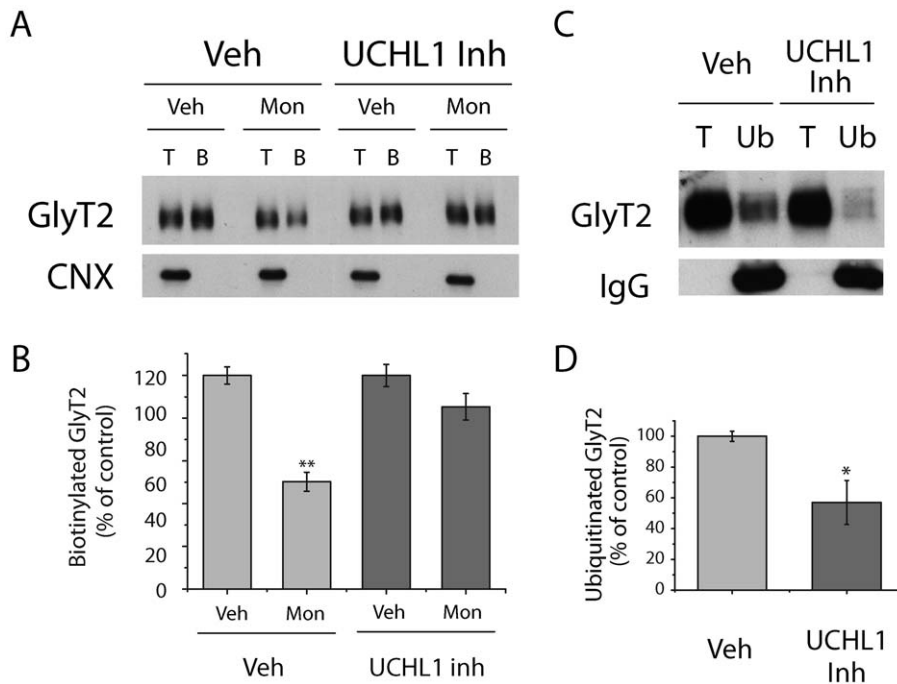 A
Veh UCHL1 Inh
Veh Mon Veh Mon
T B T B T B T B
GlyT2
CNX
C
Veh UCHL1 Inh
T Ub T Ub
GlyT2
IgG
B
Biotinylated GlyT2
(% of control)
120
100
80
60
40
20
0
**
Veh Mon Veh Mon
Veh UCHL1 inh
D
Ubiquitinated GlyT2
(% of control)
100
80
60
40
20
0
*
Veh UCHL1 Inh